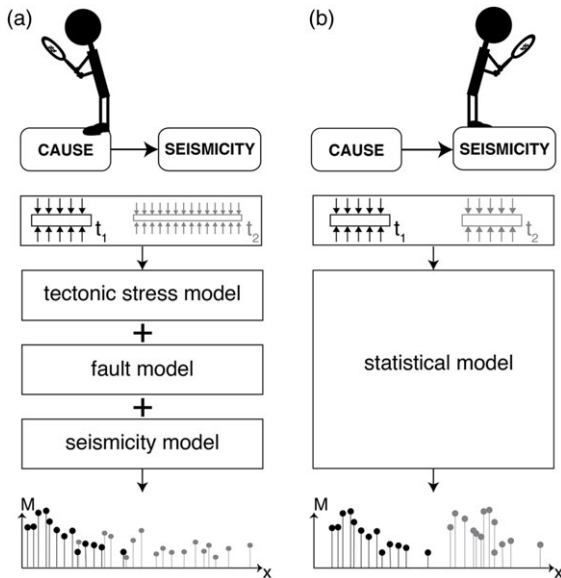 (a)
CAUSE
SEISMICITY
t1
t2
tectonic stress model
+
fault model
+
seismicity model
M
x
(b)
CAUSE
SEISMICITY
t1
t2
statistical model
M
x